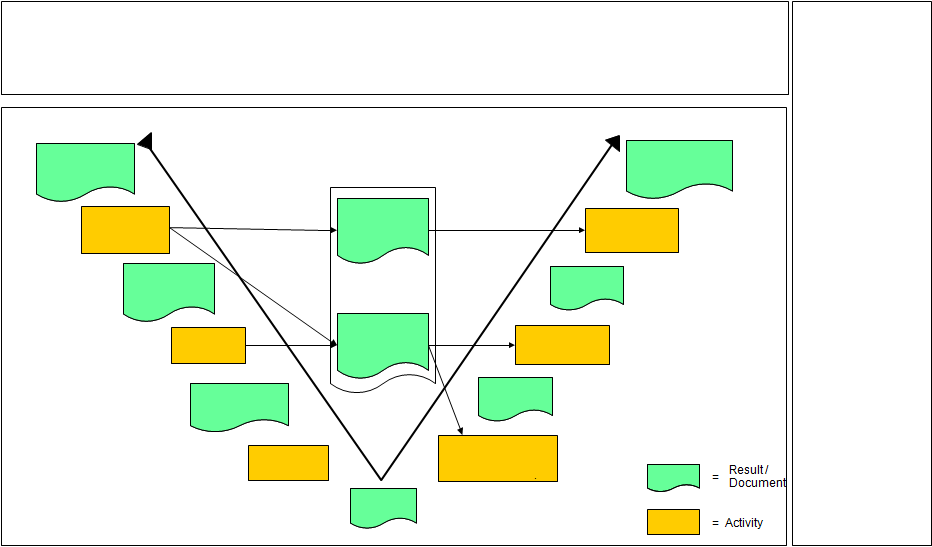 = Result/
Document
= Activity